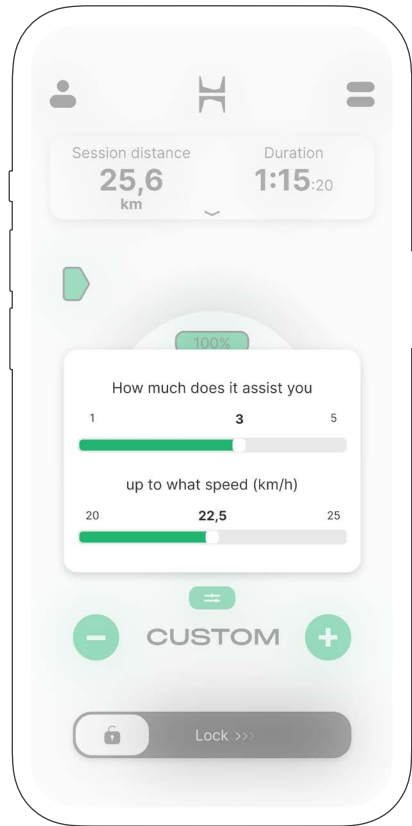 Session distance
Duration
25,6
km
1:15:20
100%
How much does it assist you
1 3 5
up to what speed (km/h)
20 22,5 25
CUSTOM
Lock >>>